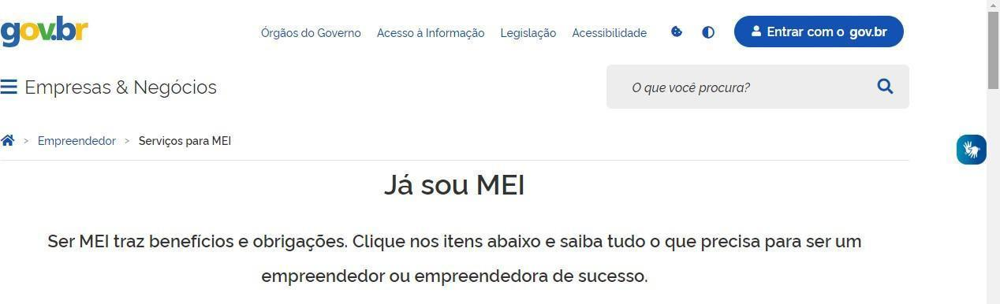 gov.br
Órgãos do Governo Acesso à Informação Legislação Acessibilidade Entrar com o gov.br
Empresas & Negócios O que você procura?
> Empreendedor > Serviços para MEI
Já sou MEI
Ser MEI traz benefícios e obrigações. Clique nos itens abaixo e saiba tudo o que precisa para ser um
empreendedor ou empreendedora de sucesso.